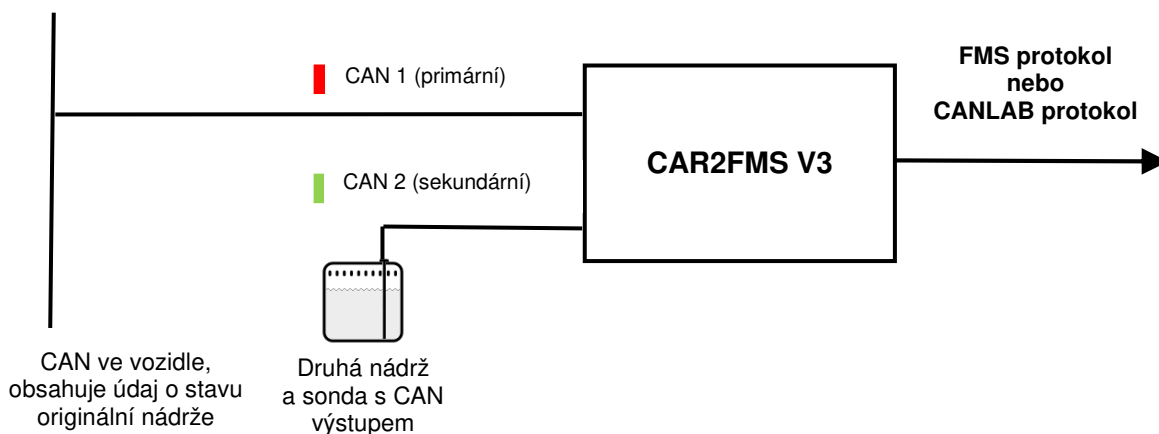 CAN 1 (primární)
FMS protokol
nebo
CANLAB protokol
CAR2FMS V3
CAN 2 (sekundární)
CAN ve vozidle,
obsahuje údaj o stavu
originální nádrže
Druhá nádrž
a sonda s CAN
výstupem